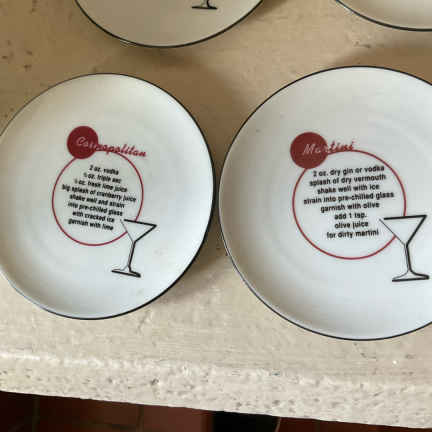 Cosmopolitan
2 oz. vodka
½ oz. triple sec
½ oz. fresh lime juice
big splash of cranberry juice
shake well and strain
into pre-chilled glass
with cracked ice
garnish with lime
Martini
2 oz. dry gin or vodka
splash of dry vermouth
shake well with ice
strain into pre-chilled glass
garnish with olive
add 1 tsp.
olive juice
for dirty martini